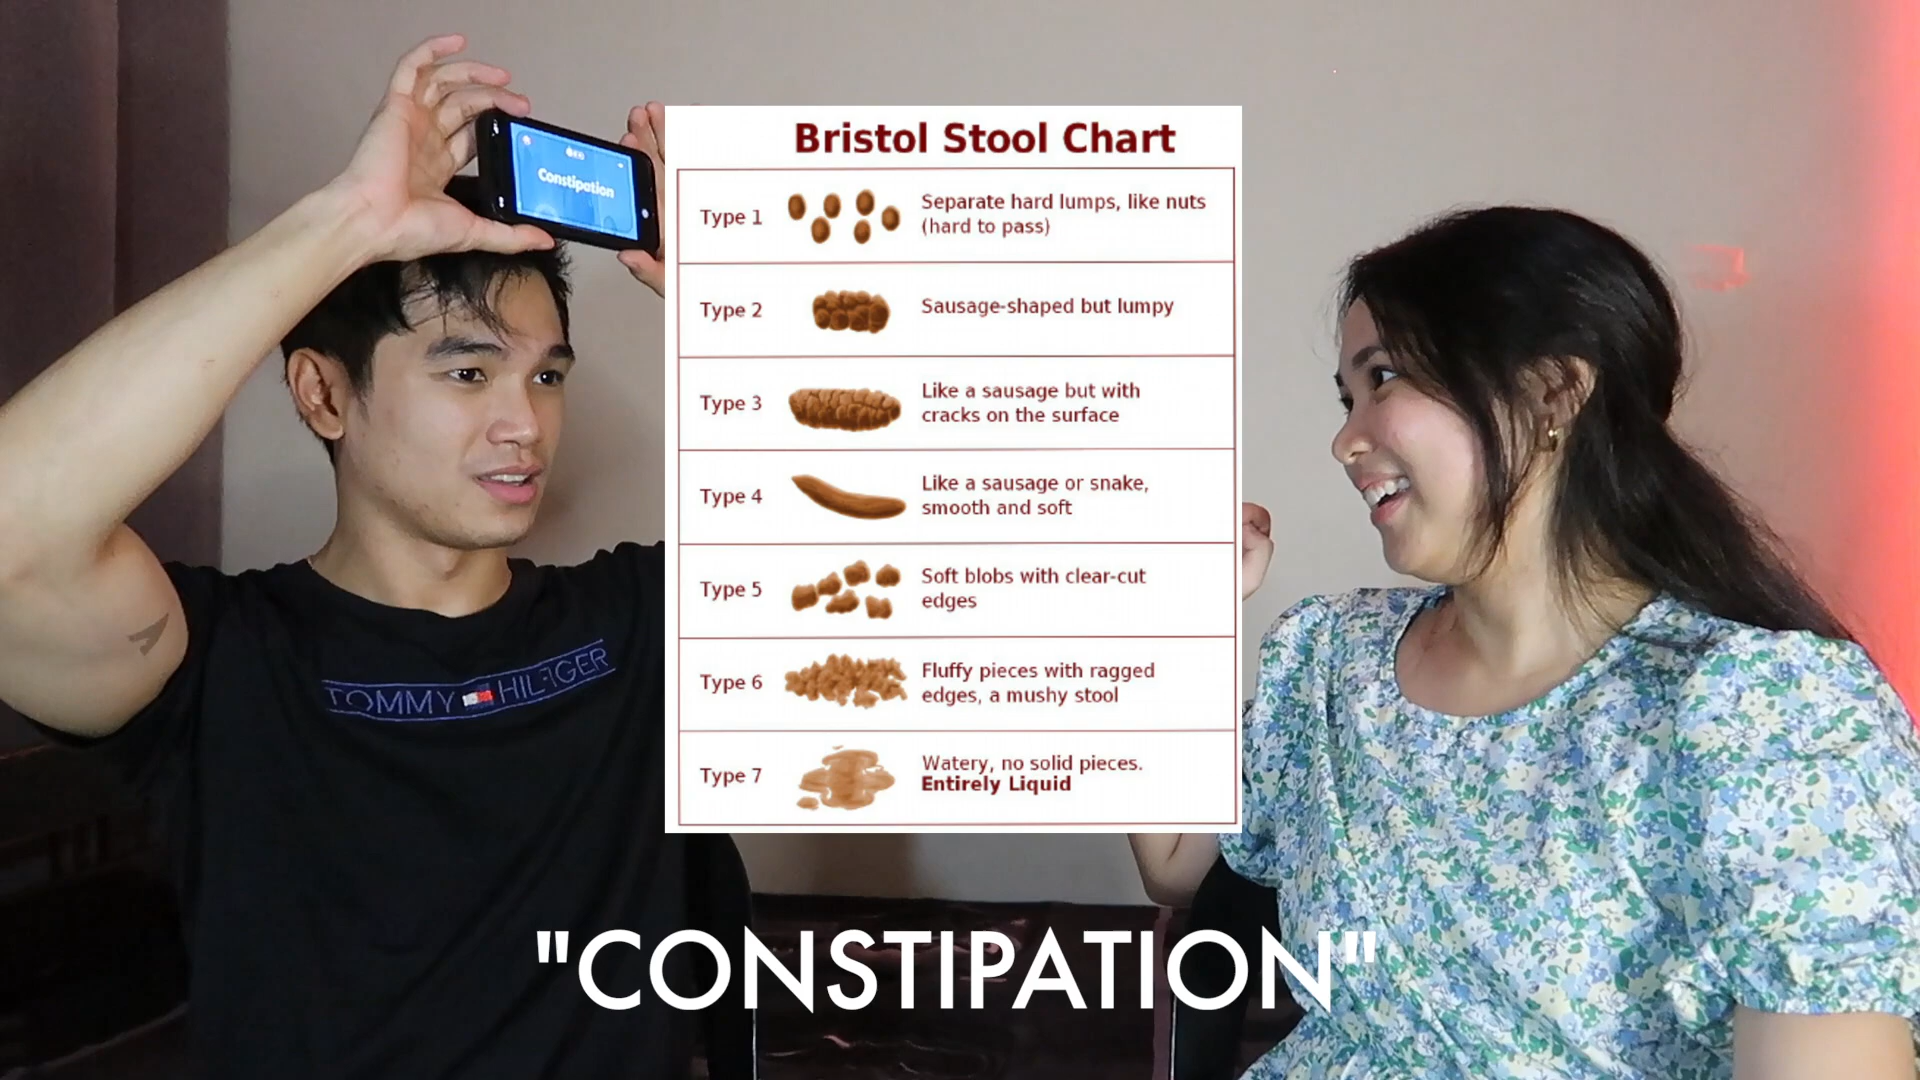 Constipation
Bristol Stool Chart
Type 1
Separate hard lumps, like nuts
(hard to pass)
Type 2
Sausage-shaped but lumpy
Type 3
Like a sausage but with
cracks on the surface
Type 4
Like a sausage or snake,
smooth and soft
Type 5
Soft blobs with clear-cut
edges
Type 6
Fluffy pieces with ragged
edges, a mushy stool
Type 7
Watery, no solid pieces.
Entirely Liquid
TOMMY HILFIGER
"CONSTIPATION"